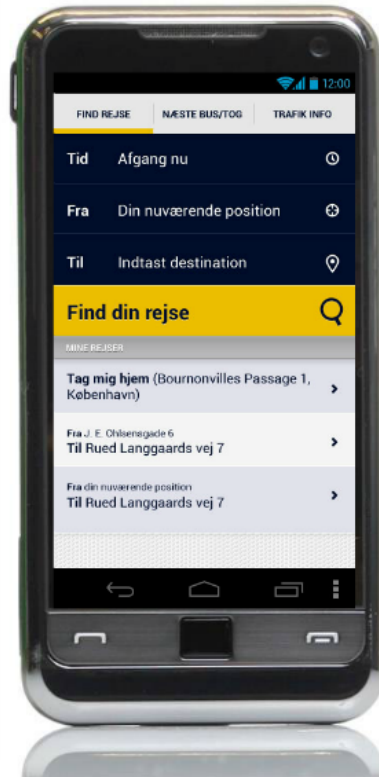 12:00
FIND REJSE NÆSTE BUS/TOG TRAFIK INFO
Tid Afgang nu
Fra Din nuværende position
Til Indtast destination
Find din rejse
MINE REJSER
Tag mig hjem (Bournonvilles Passage 1,
København)
Fra J. E. Ohlsensgade 6
Til Rued Langgaards vej 7
Fra din nuværende position
Til Rued Langgaards vej 7